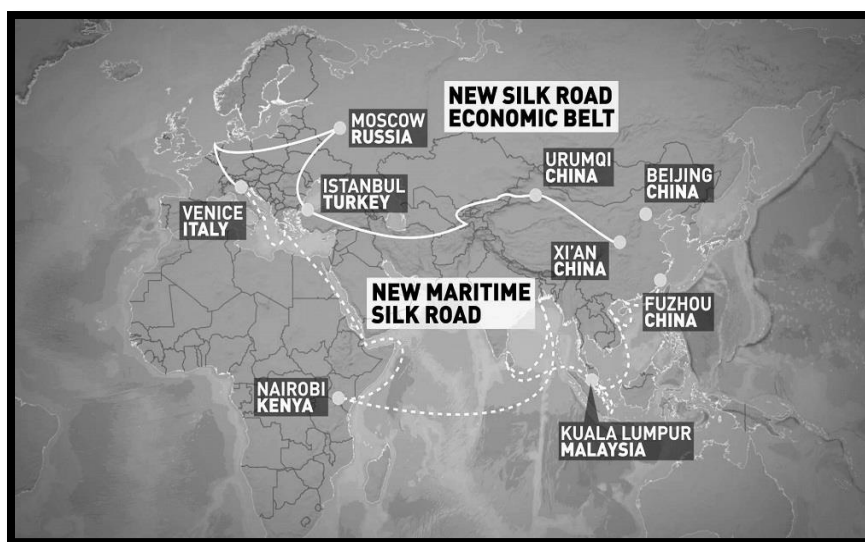 NEW SILK ROAD
ECONOMIC BELT
MOSCOW
RUSSIA
URUMQI
CHINA
BEIJING
CHINA
ISTANBUL
TURKEY
VENICE
ITALY
XI'AN
CHINA
NEW MARITIME
SILK ROAD
FUZHOU
CHINA
NAIROBI
KENYA
KUALA LUMPUR
MALAYSIA